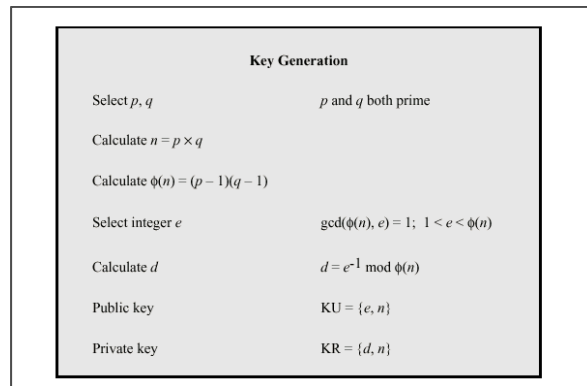 Key Generation
Select p, q p and q both prime
Calculate n = p × q
Calculate ϕ(n) = (p – 1)(q – 1)
Select integer e gcd(ϕ(n), e) = 1; 1 < e < ϕ(n)
Calculate d d = e⁻¹ mod ϕ(n)
Public key KU = {e, n}
Private key KR = {d, n}